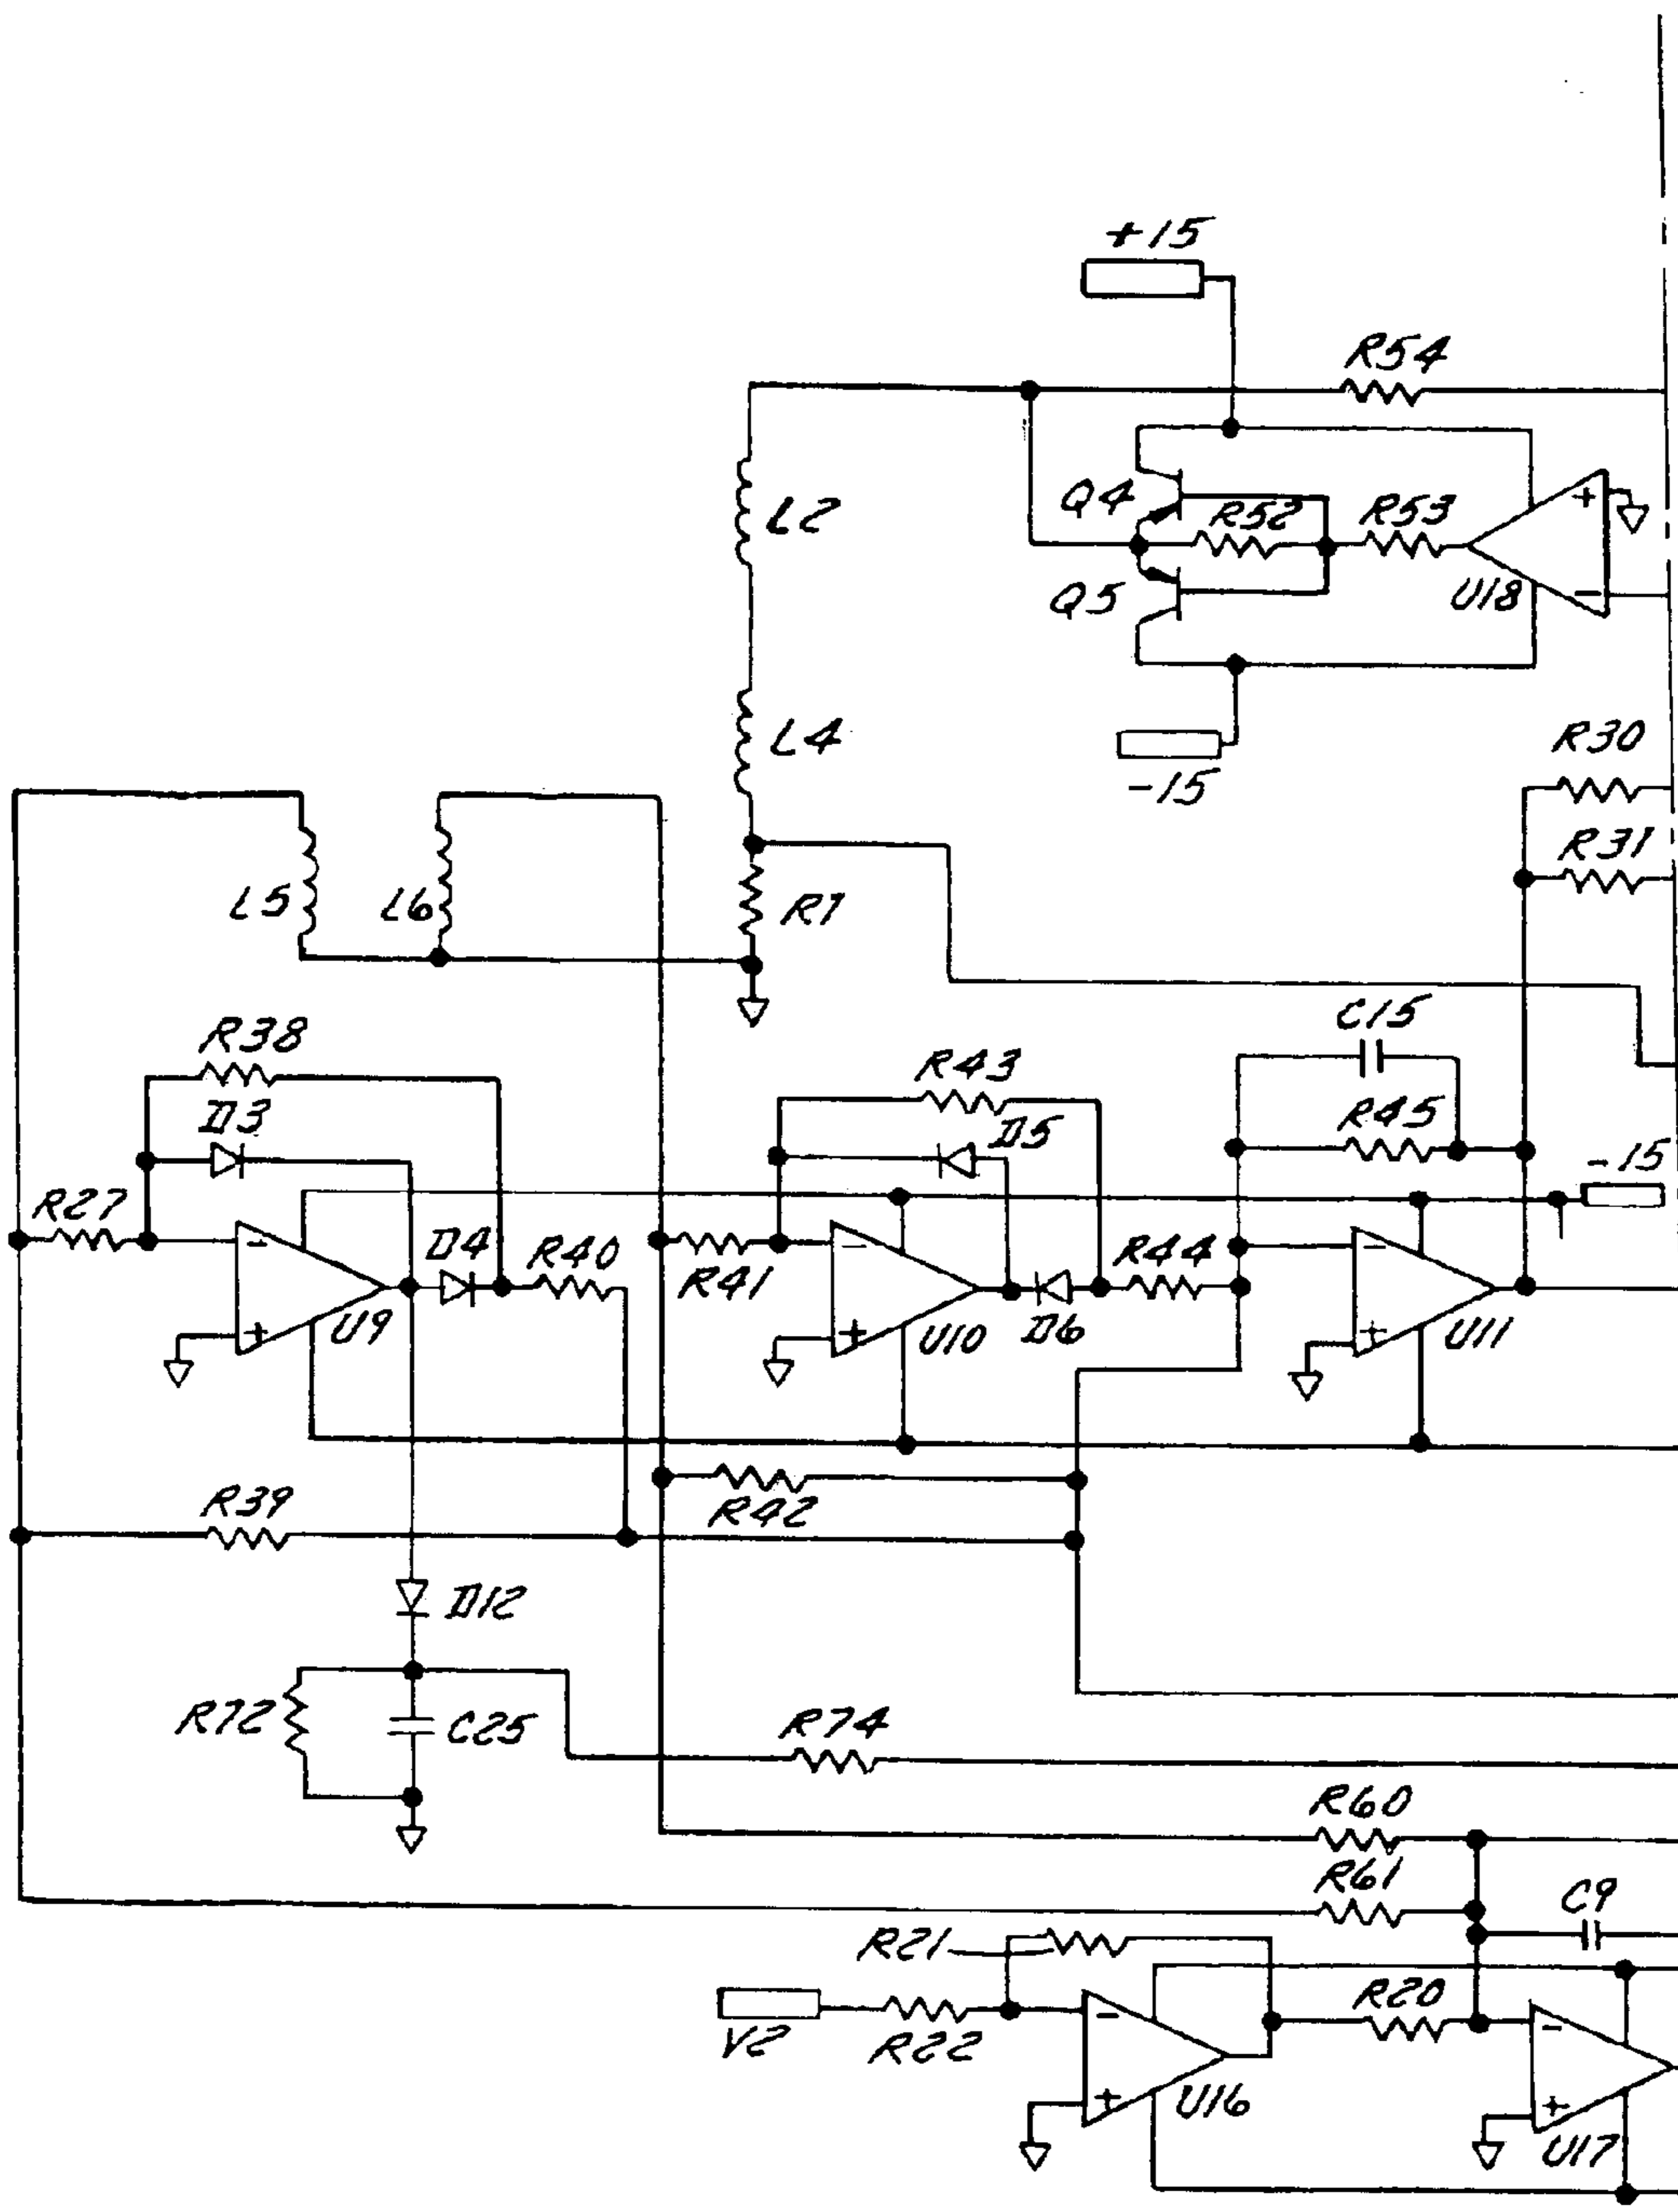 +15
R54
L2
Q4
R52
R53
+
Q5
U18
−
L4
R30
-15
R31
L5
L6
R7
C15
R38
R43
D3
D5
R45
-15
R27
−
D4
R40
R41
−
R44
−
+
U9
+
U10
D6
+
U11
R39
R42
D12
R72
C25
R74
R60
R61
C9
R21
R20
V2
R22
−
−
+
U16
+
U17